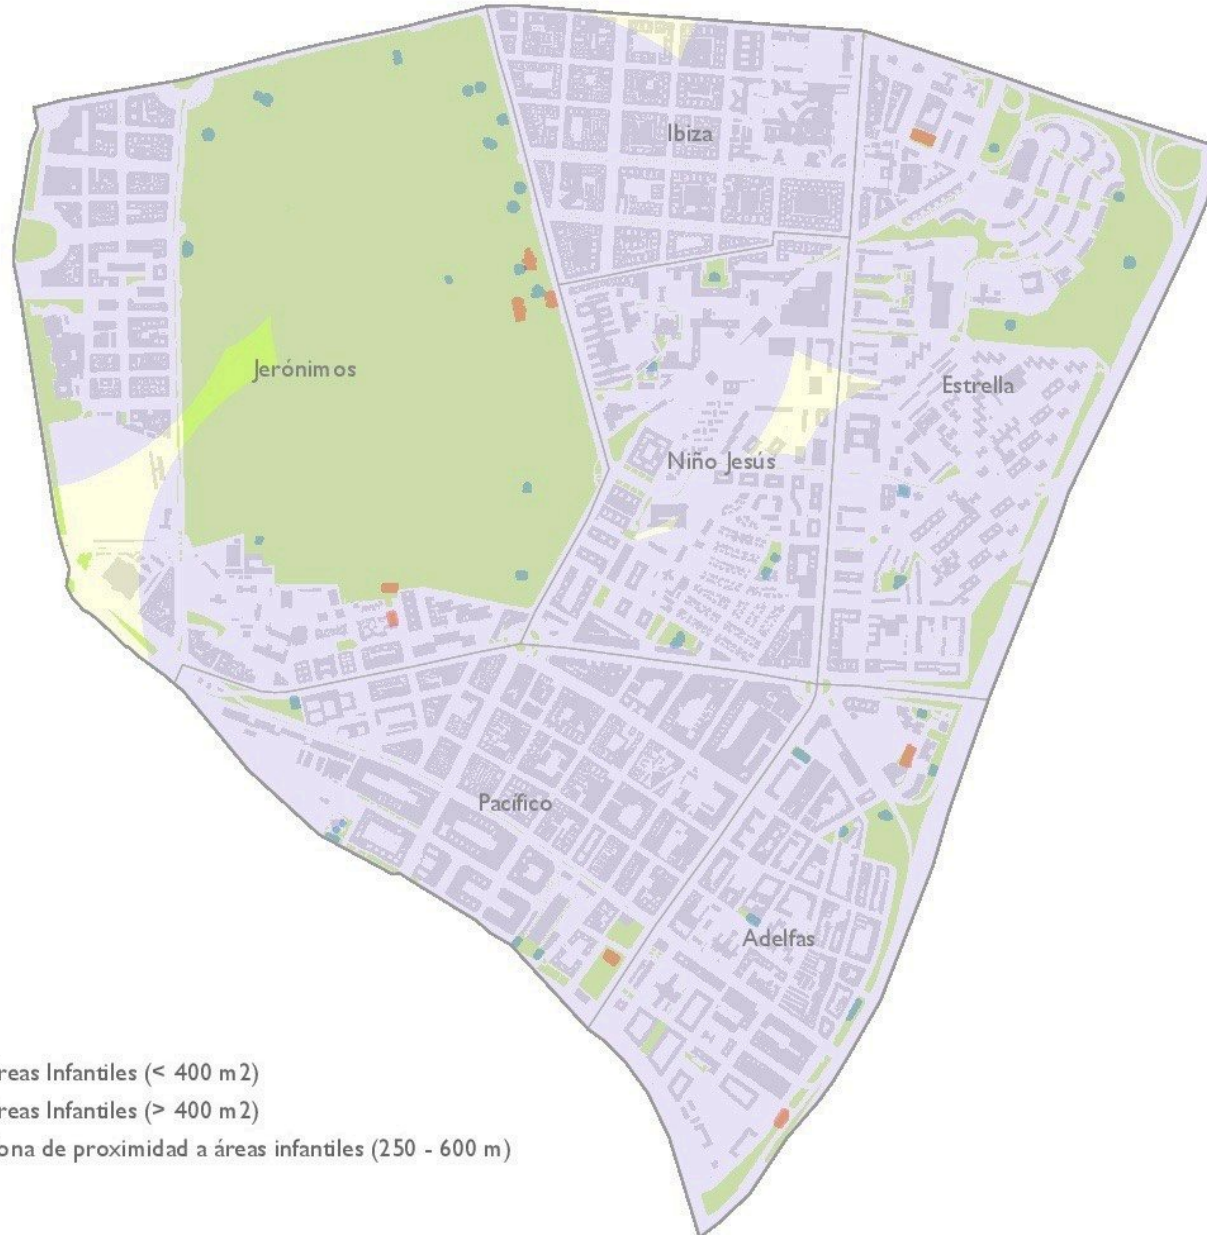 Ibiza
Jerónimos
Estrella
Niño Jesús
Pacífico
Adelfas
reas Infantiles (< 400 m2)
reas Infantiles (> 400 m2)
ona de proximidad a áreas infantiles (250 - 600 m)